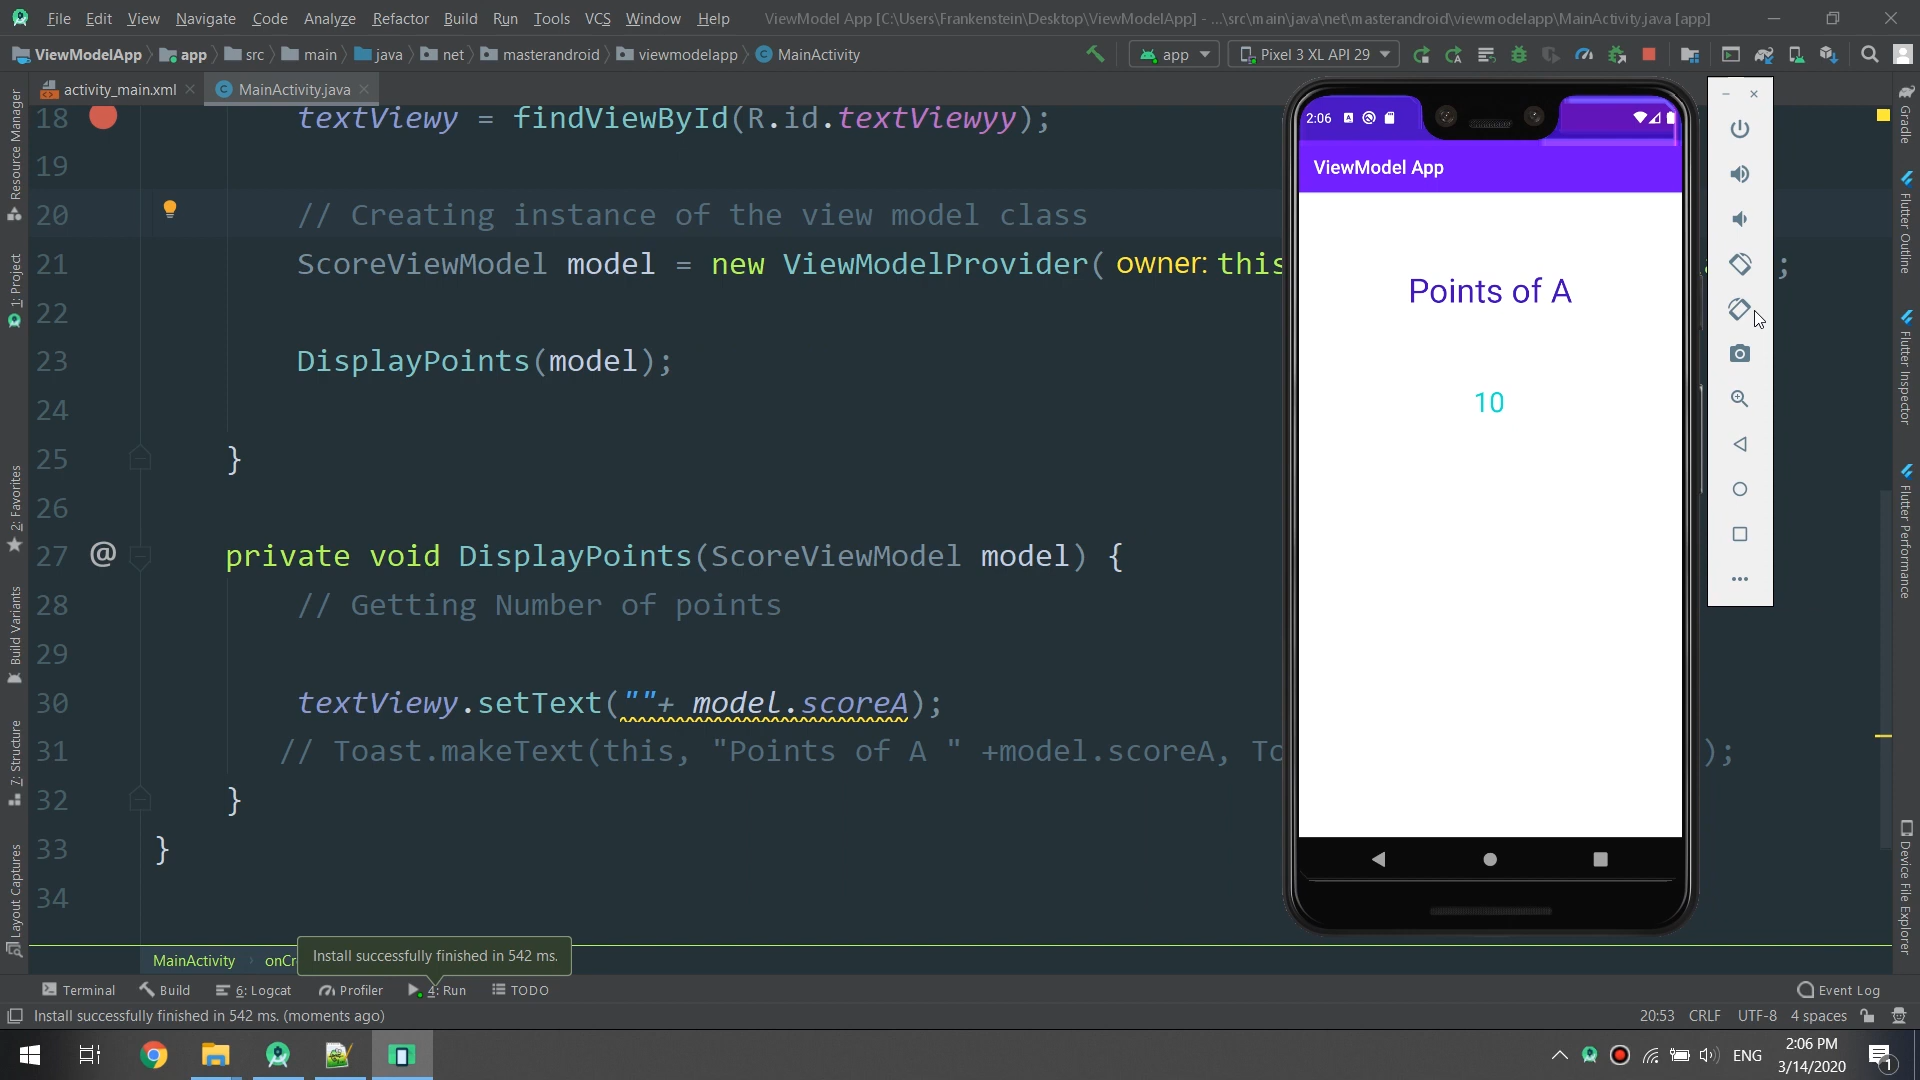 File Edit View Navigate Code Analyze Refactor Build Run Tools VCS Window Help ViewModel App [C:\Users\Frankenstein\Desktop\ViewModelApp] - ...\src\main\java\net\masterandroid\viewmodelapp\MainActivity.java [app]
ViewModelApp app src main java net masterandroid viewmodelapp MainActivity app Pixel 3 XL API 29
activity_main.xml MainActivity.java
18 textViewy = findViewById(R.id.textViewyy);
19
20 // Creating instance of the view model class
21 ScoreViewModel model = new ViewModelProvider( owner: this ;
22
23 DisplayPoints(model);
24
25 }
26
27 @ private void DisplayPoints(ScoreViewModel model) {
28 // Getting Number of points
29
30 textViewy.setText(""+ model.scoreA);
31 // Toast.makeText(this, "Points of A " +model.scoreA, To );
32 }
33 }
34
2:06
ViewModel App
Points of A
10
Resource Manager
1: Project
2: Favorites
Build Variants
7: Structure
Layout Captures
Gradle
Flutter Outline
Flutter Inspector
Flutter Performance
Device File Explorer
MainActivity onCr
Install successfully finished in 542 ms.
Terminal Build 6: Logcat Profiler 4: Run TODO Event Log
Install successfully finished in 542 ms. (moments ago) 20:53 CRLF UTF-8 4 spaces
ENG 2:06 PM
3/14/2020 1